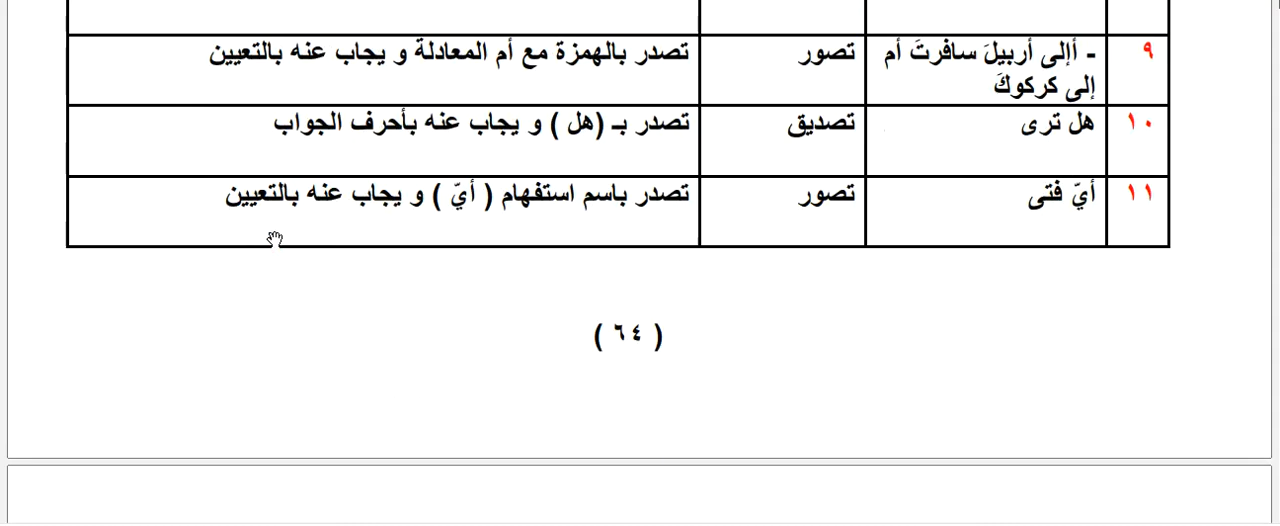 ٩ - أإلى أربيلَ سافرتَ أم تصور تصدر بالهمزة مع أم المعادلة و يجاب عنه بالتعيين
إلى كركوكَ
١٠ هل ترى تصديق تصدر بـ (هل ) و يجاب عنه بأحرف الجواب
١١ أيّ فتى تصور تصدر باسم استفهام ( أيّ ) و يجاب عنه بالتعيين
( ٦٤ )